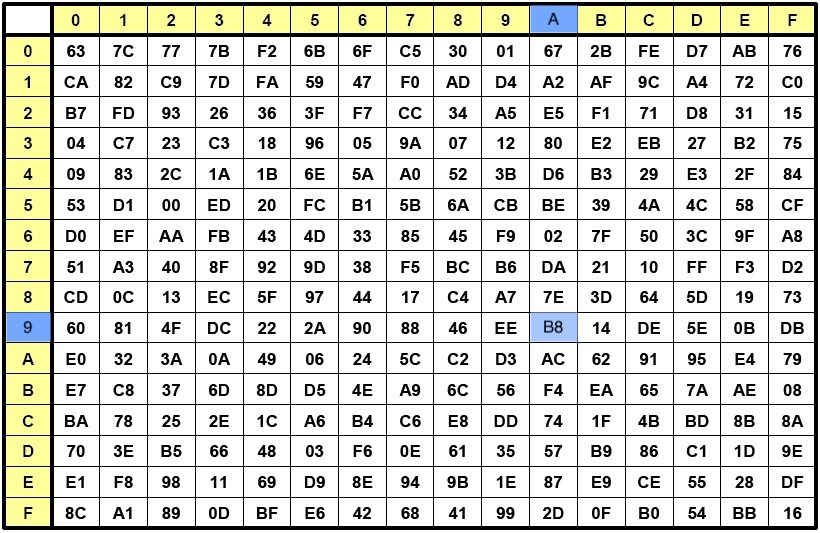 0 1 2 3 4 5 6 7 8 9 A B C D E F
0 63 7C 77 7B F2 6B 6F C5 30 01 67 2B FE D7 AB 76
1 CA 82 C9 7D FA 59 47 F0 AD D4 A2 AF 9C A4 72 C0
2 B7 FD 93 26 36 3F F7 CC 34 A5 E5 F1 71 D8 31 15
3 04 C7 23 C3 18 96 05 9A 07 12 80 E2 EB 27 B2 75
4 09 83 2C 1A 1B 6E 5A A0 52 3B D6 B3 29 E3 2F 84
5 53 D1 00 ED 20 FC B1 5B 6A CB BE 39 4A 4C 58 CF
6 D0 EF AA FB 43 4D 33 85 45 F9 02 7F 50 3C 9F A8
7 51 A3 40 8F 92 9D 38 F5 BC B6 DA 21 10 FF F3 D2
8 CD 0C 13 EC 5F 97 44 17 C4 A7 7E 3D 64 5D 19 73
9 60 81 4F DC 22 2A 90 88 46 EE B8 14 DE 5E 0B DB
A E0 32 3A 0A 49 06 24 5C C2 D3 AC 62 91 95 E4 79
B E7 C8 37 6D 8D D5 4E A9 6C 56 F4 EA 65 7A AE 08
C BA 78 25 2E 1C A6 B4 C6 E8 DD 74 1F 4B BD 8B 8A
D 70 3E B5 66 48 03 F6 0E 61 35 57 B9 86 C1 1D 9E
E E1 F8 98 11 69 D9 8E 94 9B 1E 87 E9 CE 55 28 DF
F 8C A1 89 0D BF E6 42 68 41 99 2D 0F B0 54 BB 16